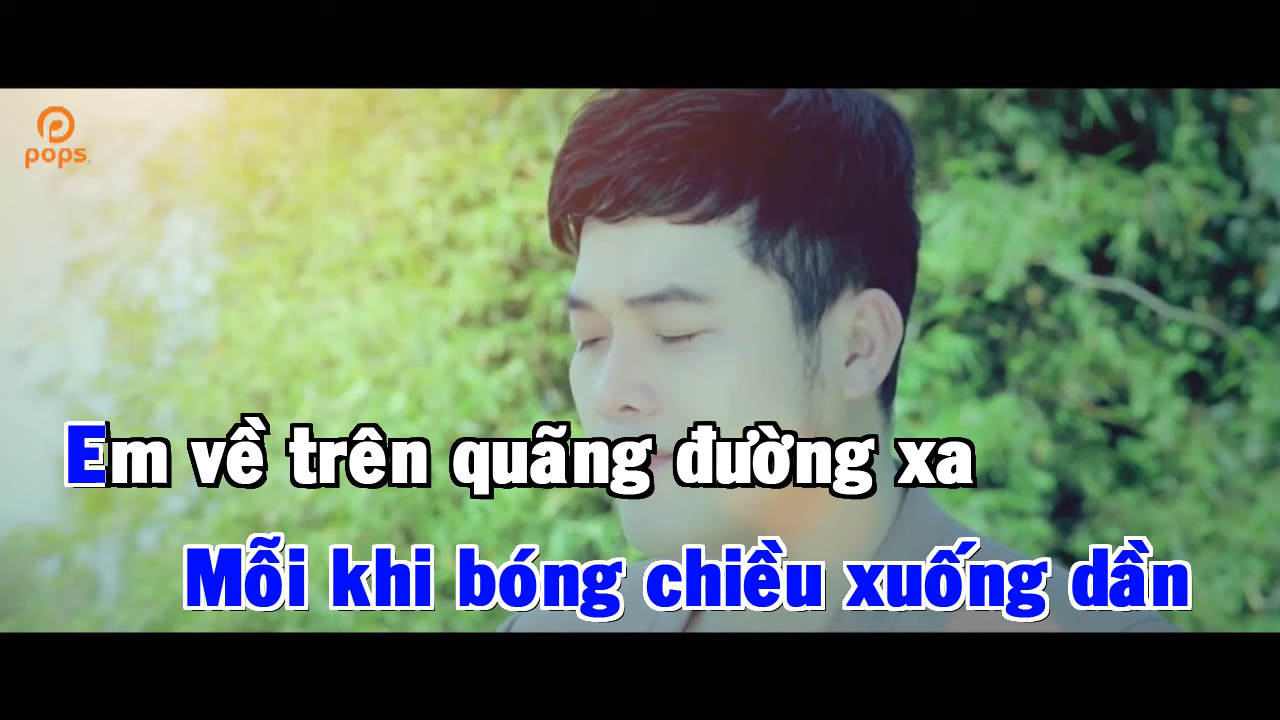 pops
Em về trên quãng đường xa
Mỗi khi bóng chiều xuống dần